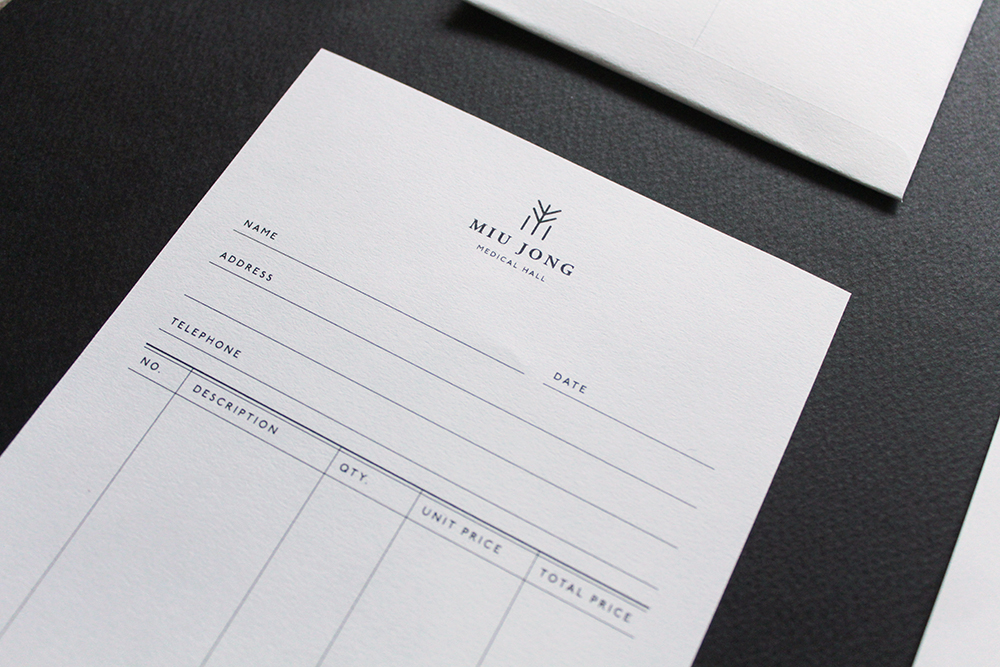 MIU JONG
MEDICAL HALL
NAME
DATE
ADDRESS
TELEPHONE
NO. DESCRIPTION QTY. UNIT PRICE TOTAL PRICE